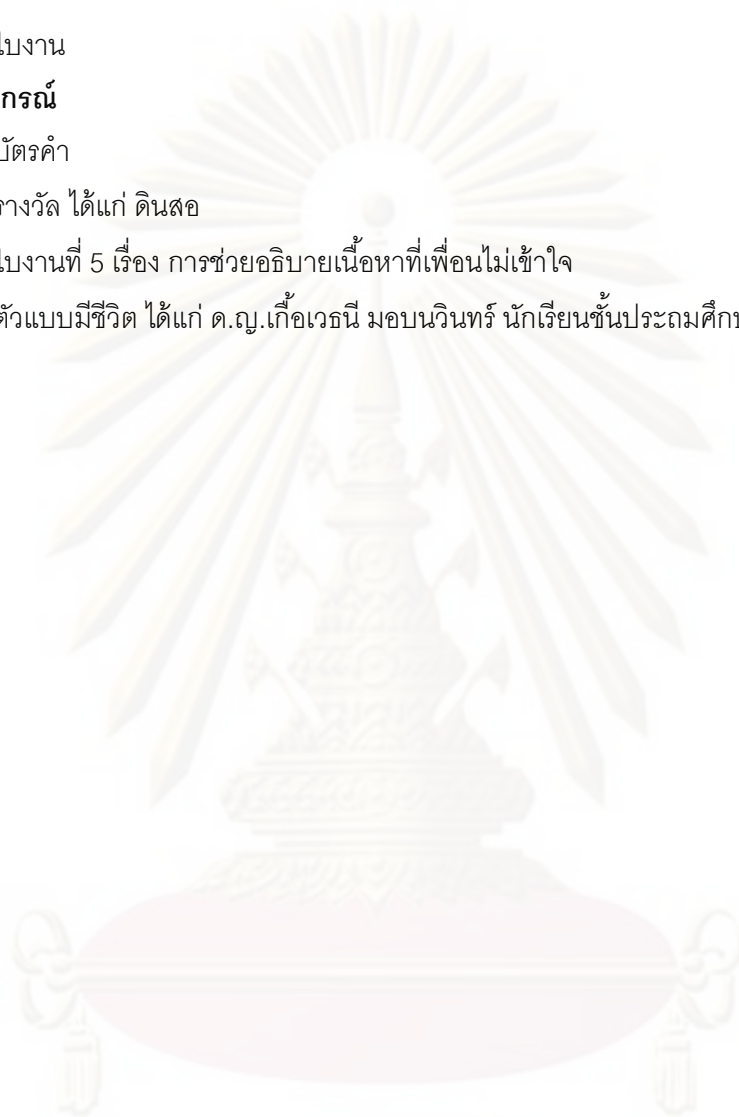 ใบงาน
กรณ์
บัตรคำ
รางวัล ได้แก่ ดินสอ
ใบงานที่ 5 เรื่อง การช่วยอธิบายเนื้อหาที่เพื่อนไม่เข้าใจ
ตัวแบบมีชีวิต ได้แก่ ด.ญ.เกื้อเวธนี มอบนวินทร์ นักเรียนชั้นประถมศึกษ